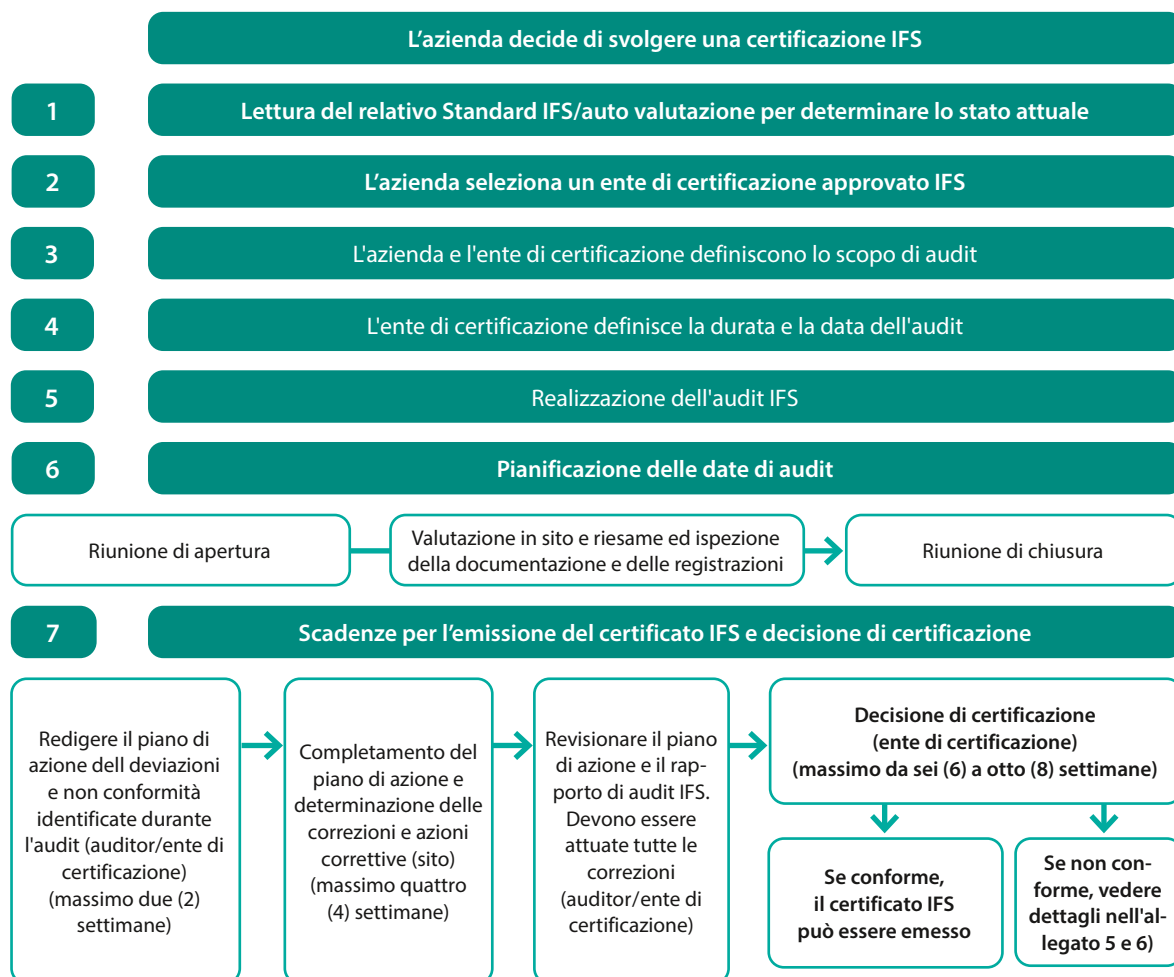 L'azienda decide di svolgere una certificazione IFS
1
Lettura del relativo Standard IFS/auto valutazione per determinare lo stato attuale
2
L'azienda seleziona un ente di certificazione approvato IFS
3
L'azienda e l'ente di certificazione definiscono lo scopo di audit
4
L'ente di certificazione definisce la durata e la data dell'audit
5
Realizzazione dell'audit IFS
6
Pianificazione delle date di audit
Riunione di apertura
Valutazione in sito e riesame ed ispezione
della documentazione e delle registrazioni
Riunione di chiusura
7
Scadenze per l'emissione del certificato IFS e decisione di certificazione
Redigere il piano di
azione dell deviazioni
e non conformità
identificate durante
l'audit (auditor/ente di
certificazione)
(massimo due (2)
settimane)
Completamento del
piano di azione e
determinazione delle
correzioni e azioni
correttive (sito)
(massimo quattro
(4) settimane)
Revisionare il piano
di azione e il rap-
porto di audit IFS.
Devono essere
attuate tutte le
correzioni
(auditor/ente di
certificazione)
Decisione di certificazione
(ente di certificazione)
(massimo da sei (6) a otto (8) settimane)
Se conforme,
il certificato IFS
può essere emesso
Se non con-
forme, vedere
dettagli nell'al-
legato 5 e 6)